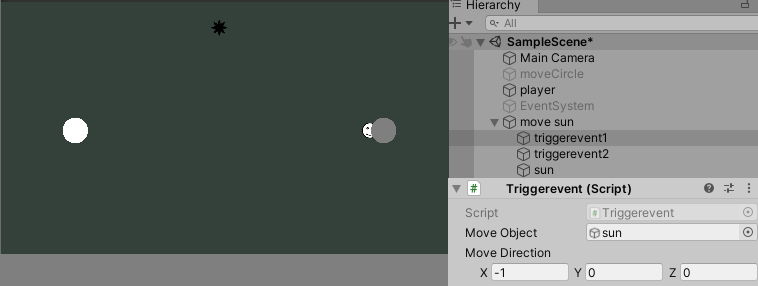 Hierarchy
All
SampleScene*
Main Camera
moveCircle
player
EventSystem
move sun
triggerevent1
triggerevent2
sun
# Triggerevent (Script)
Script # Triggerevent
Move Object sun
Move Direction
X -1 Y 0 Z 0